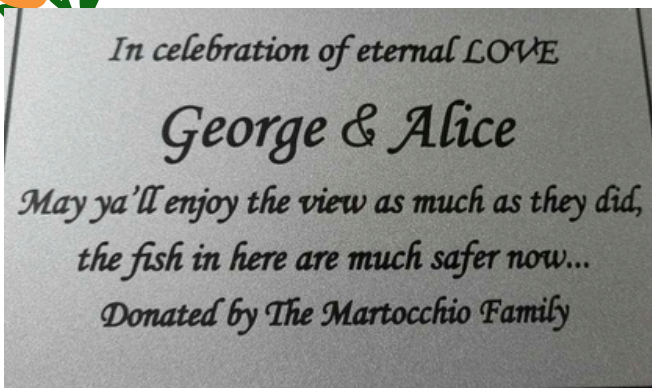 In celebration of eternal LOVE
George & Alice
May ya'll enjoy the view as much as they did,
the fish in here are much safer now...
Donated by The Martocchio Family